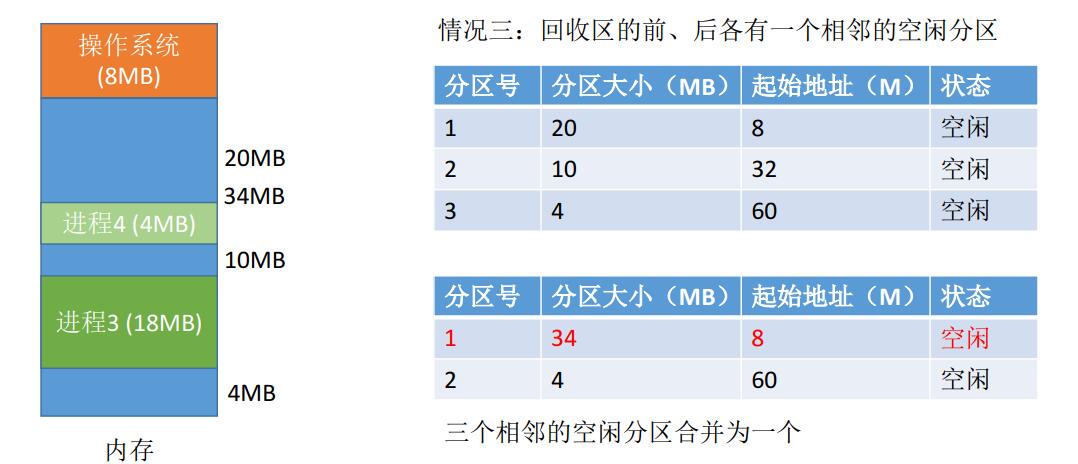 操作系统
(8MB)
20MB
34MB
进程4 (4MB)
10MB
进程3 (18MB)
4MB
内存
情况三：回收区的前、后各有一个相邻的空闲分区
分区号 分区大小（MB） 起始地址（M） 状态
1 20 8 空闲
2 10 32 空闲
3 4 60 空闲
分区号 分区大小（MB） 起始地址（M） 状态
1 34 8 空闲
2 4 60 空闲
三个相邻的空闲分区合并为一个